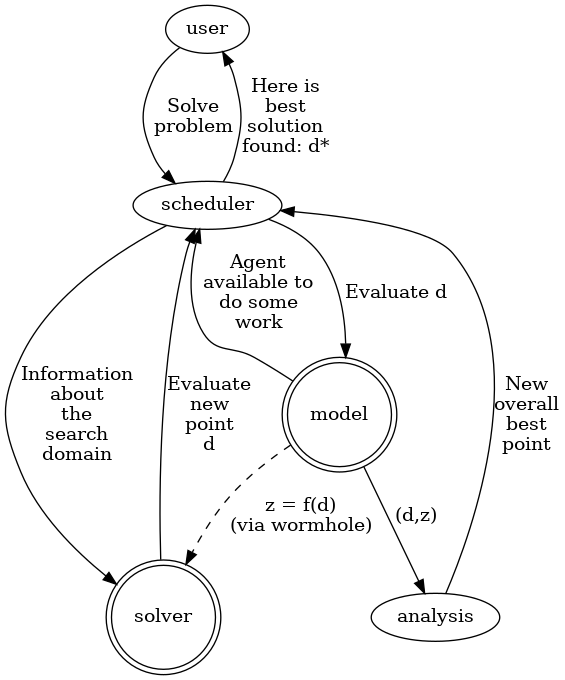 user
Solve
problem
Here is
best
solution
found: d*
scheduler
Agent
available to
do some
work
Evaluate d
Information
about
the
search
domain
Evaluate
new
point
d
model
New
overall
best
point
z = f(d)
(via wormhole)
(d,z)
solver
analysis